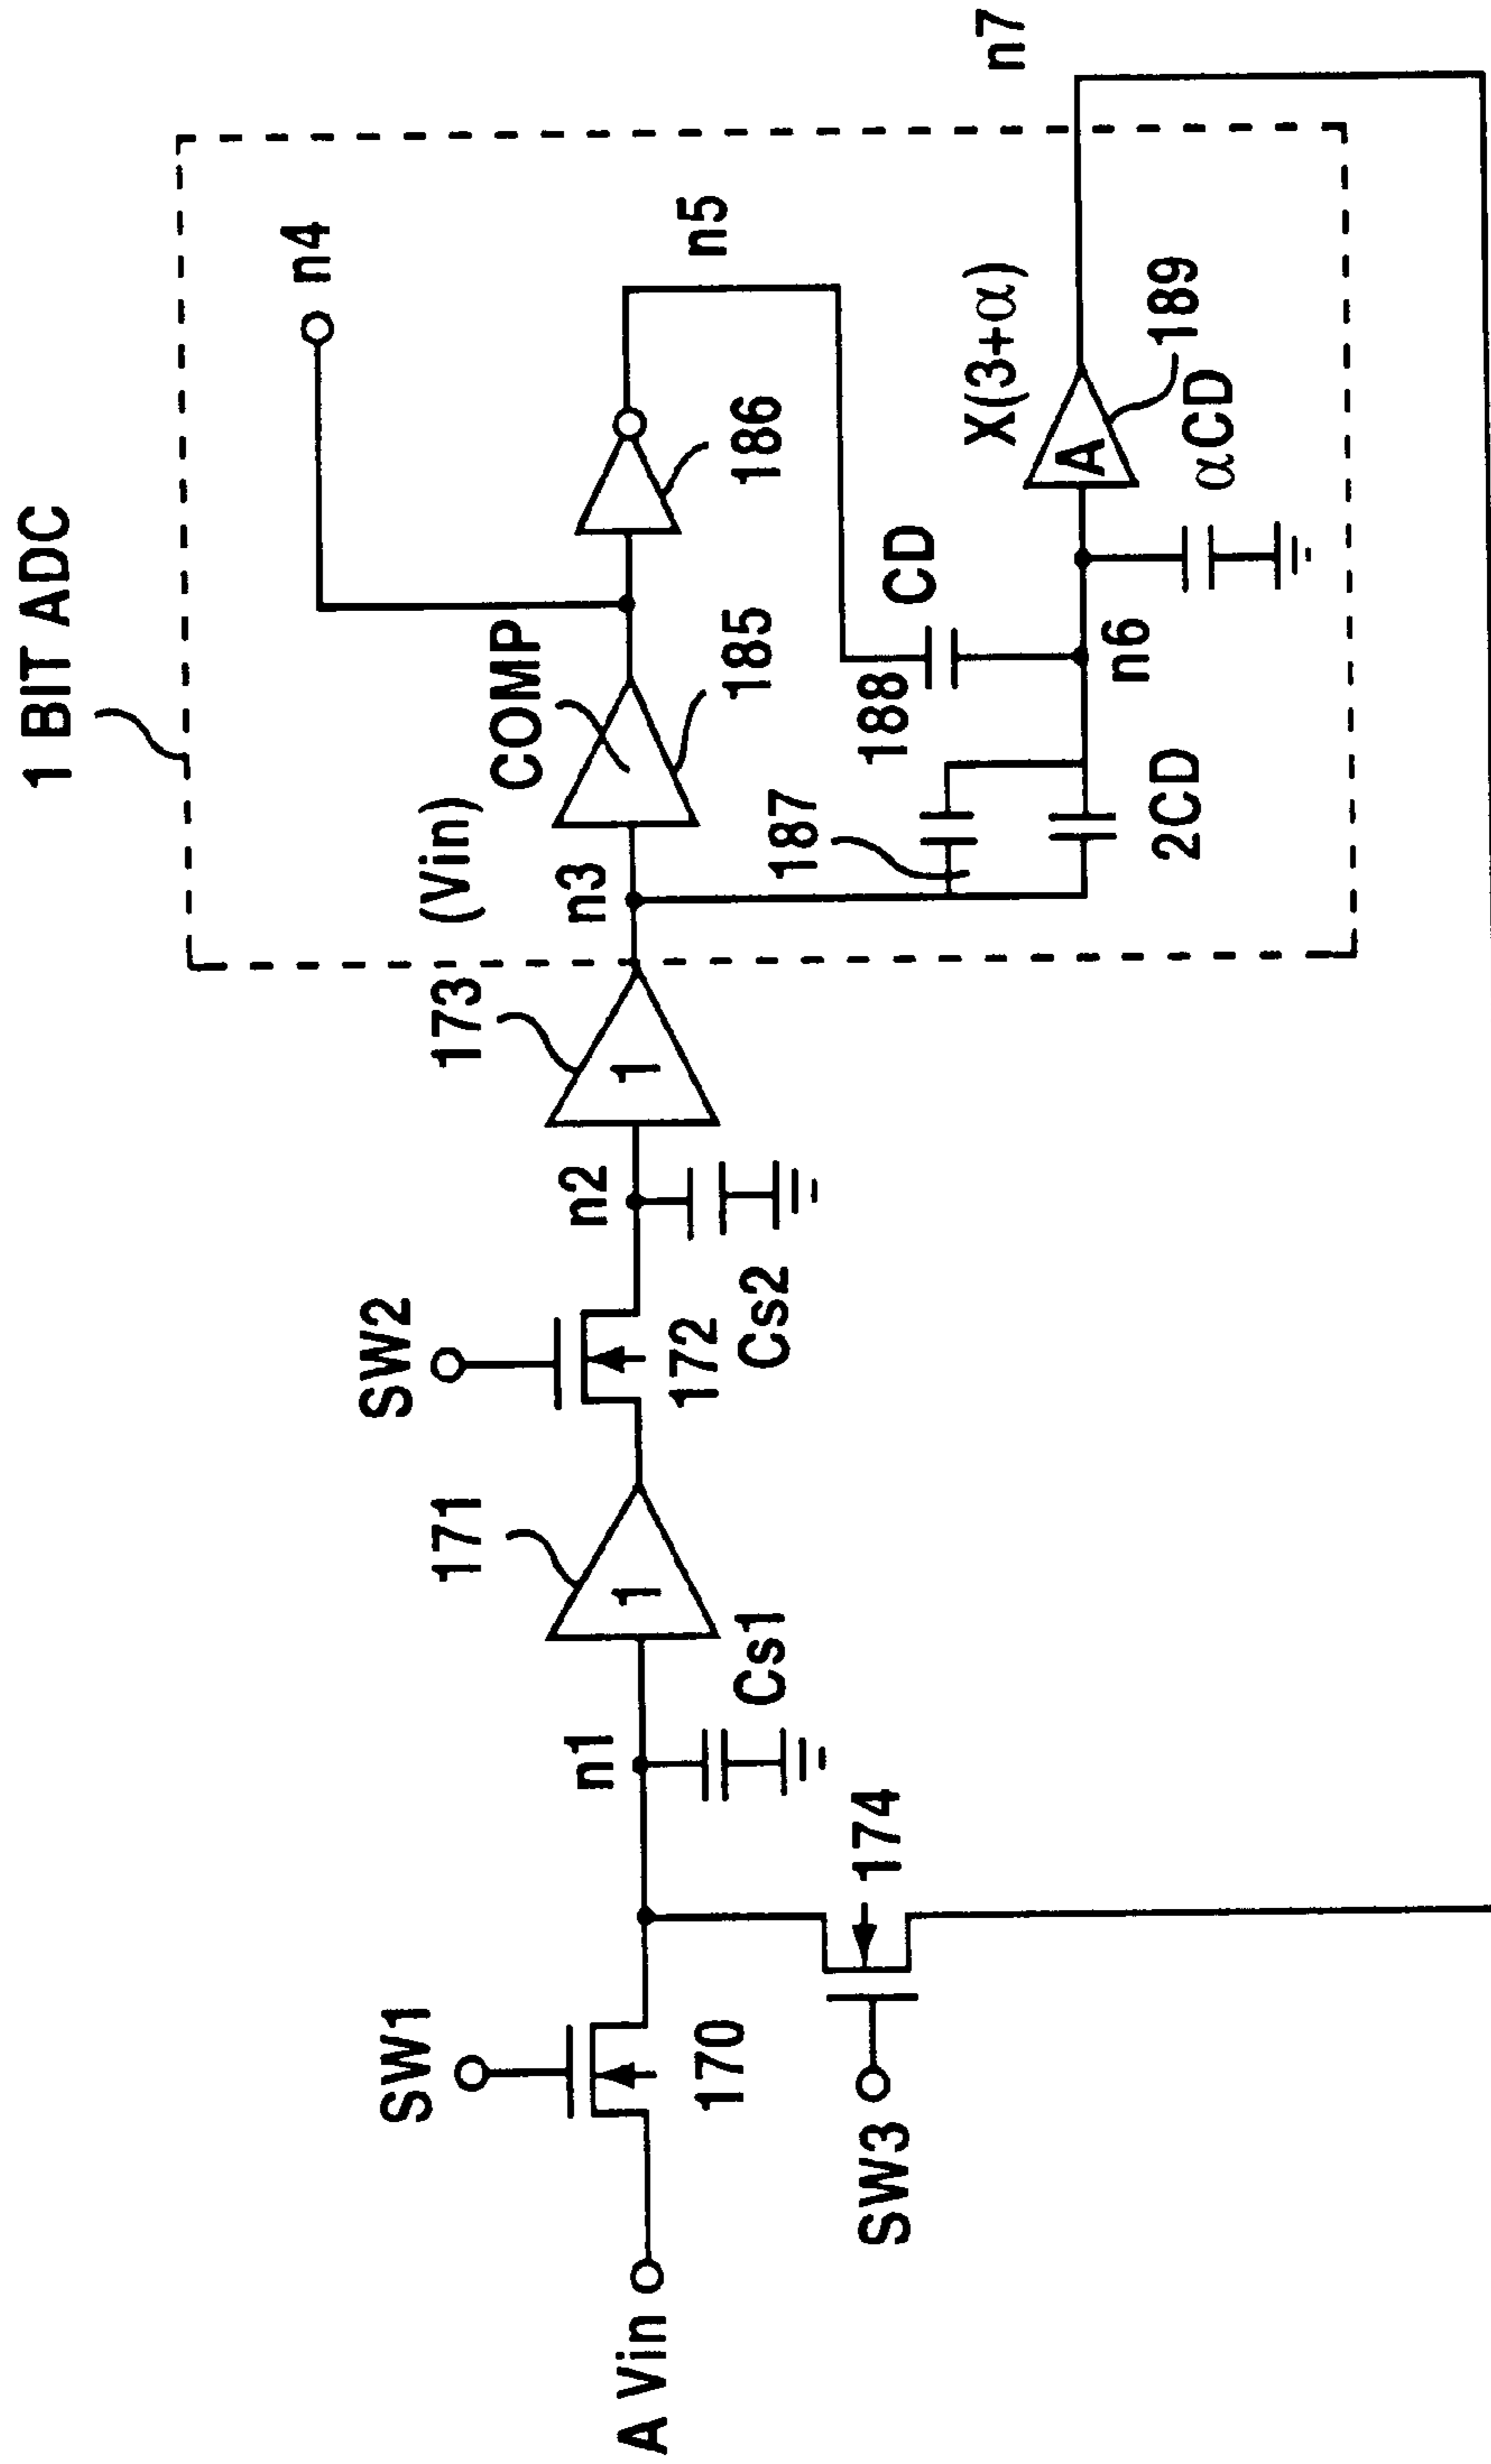 1 BIT ADC
n4
n5
n7
(Vin)
COMP
186
X(3+α)
A
189
SW2
173
n3
185
187
188
CD
n6
αCD
2CD
171
n2
1
172
Cs2
1
SW1
n1
Cs1
170
174
SW3
A Vin